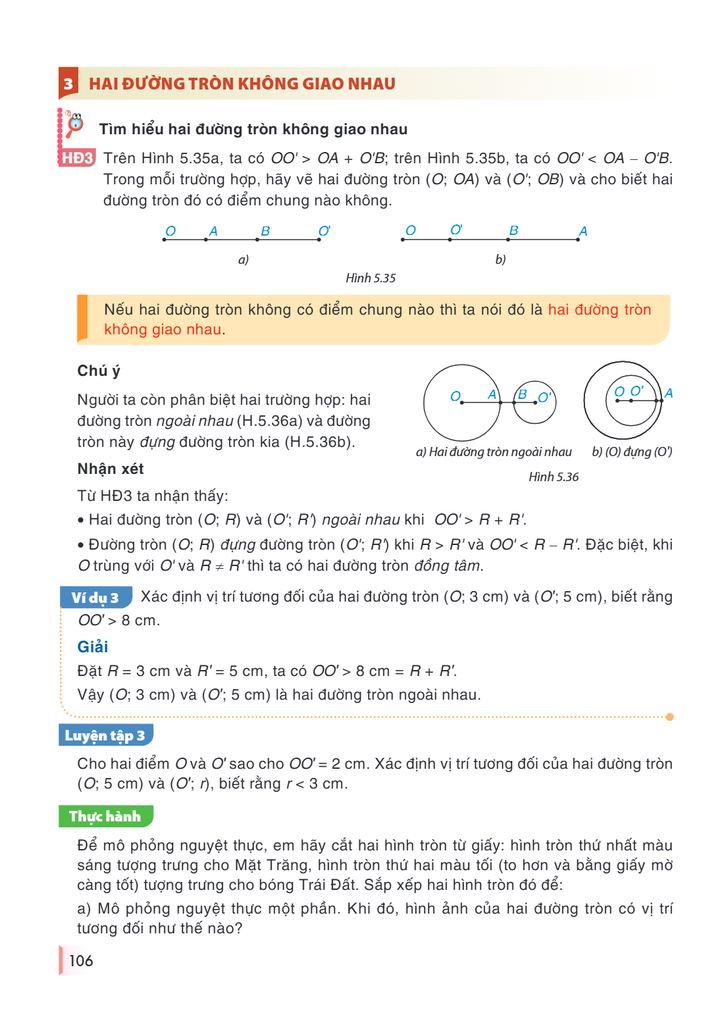 3 HAI ĐƯỜNG TRÒN KHÔNG GIAO NHAU
Tìm hiểu hai đường tròn không giao nhau
HĐ3 Trên Hình 5.35a, ta có OO' > OA + O'B; trên Hình 5.35b, ta có OO' < OA – O'B.
Trong mỗi trường hợp, hãy vẽ hai đường tròn (O; OA) và (O'; OB) và cho biết hai
đường tròn đó có điểm chung nào không.
O A B O' O O' B A
a) b)
Hình 5.35
Nếu hai đường tròn không có điểm chung nào thì ta nói đó là hai đường tròn
không giao nhau.
Chú ý
Người ta còn phân biệt hai trường hợp: hai
đường tròn ngoài nhau (H.5.36a) và đường
tròn này đựng đường tròn kia (H.5.36b).
O A B O' O O' A
a) Hai đường tròn ngoài nhau b) (O) đựng (O')
Hình 5.36
Nhận xét
Từ HĐ3 ta nhận thấy:
• Hai đường tròn (O; R) và (O'; R') ngoài nhau khi OO' > R + R'.
• Đường tròn (O; R) đựng đường tròn (O'; R') khi R > R' và OO' < R – R'. Đặc biệt, khi
O trùng với O' và R ≠ R' thì ta có hai đường tròn đồng tâm.
Ví dụ 3 Xác định vị trí tương đối của hai đường tròn (O; 3 cm) và (O'; 5 cm), biết rằng
OO' > 8 cm.
Giải
Đặt R = 3 cm và R' = 5 cm, ta có OO' > 8 cm = R + R'.
Vậy (O; 3 cm) và (O'; 5 cm) là hai đường tròn ngoài nhau.
Luyện tập 3
Cho hai điểm O và O' sao cho OO' = 2 cm. Xác định vị trí tương đối của hai đường tròn
(O; 5 cm) và (O'; r), biết rằng r < 3 cm.
Thực hành
Để mô phỏng nguyệt thực, em hãy cắt hai hình tròn từ giấy: hình tròn thứ nhất màu
sáng tượng trưng cho Mặt Trăng, hình tròn thứ hai màu tối (to hơn và bằng giấy mờ
càng tốt) tượng trưng cho bóng Trái Đất. Sắp xếp hai hình tròn đó để:
a) Mô phỏng nguyệt thực một phần. Khi đó, hình ảnh của hai đường tròn có vị trí
tương đối như thế nào?
106